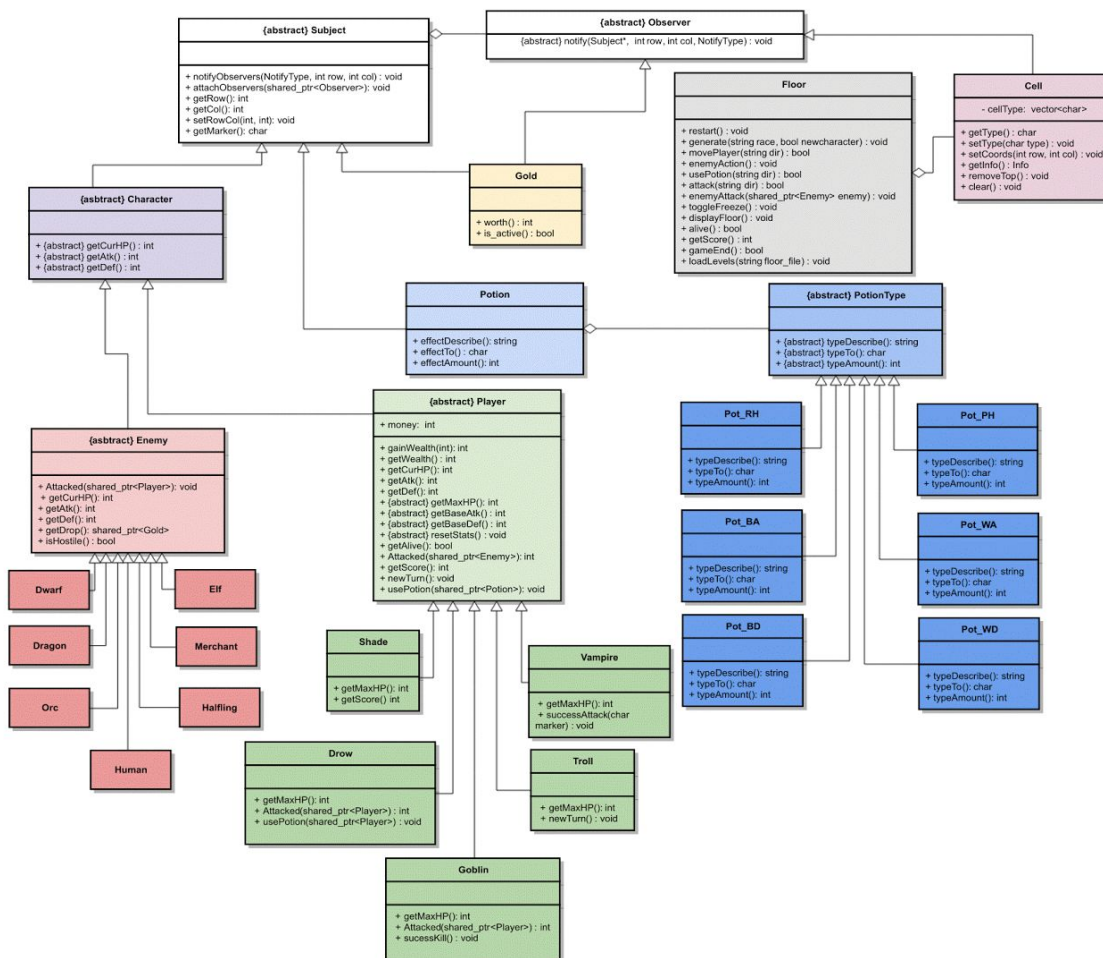 {abstract} Subject
+ notifyObservers(NotifyType, int row, int col) : void
+ attachObservers(shared_ptr<Observer>): void
+ getRow(): int
+ getCol(): int
+ setRowCol(int, int): void
+ getMarker(): char
{abstract} Observer
{abstract} notify(Subject*, int row, int col, NotifyType) : void
Floor
+ restart() : void
+ generate(string race, bool newcharacter) : void
+ movePlayer(string dir) : bool
+ enemyAction() : void
+ usePotion(string dir) : bool
+ attack(string dir) : bool
+ enemyAttack(shared_ptr<Enemy> enemy) : void
+ toggleFreeze() : void
+ displayFloor() : void
+ alive() : bool
+ getScore() : int
+ gameEnd() : bool
+ loadLevels(string floor_file) : void
Cell
- cellType: vector<char>
+ getType() : char
+ setType(char type) : void
+ setCoords(int row, int col) : void
+ getInfo() : Info
+ removeTop() : void
+ clear() : void
Gold
+ worth() : int
+ is_active() : bool
{asbtract} Character
+ {abstract} getCurHP() : int
+ {abstract} getAtk() : int
+ {abstract} getDef() : int
Potion
+ effectDescribe(): string
+ effectTo() : char
+ effectAmount(): int
{abstract} PotionType
+ {abstract} typeDescribe() : string
+ {abstract} typeTo() : char
+ {abstract} typeAmount() : int
{asbtract} Enemy
+ Attacked(shared_ptr<Player>) : void
+ getCurHP() : int
+ getAtk() : int
+ getDef() : int
+ getDrop() : shared_ptr<Gold>
+ isHostile() : bool
Dwarf
Elf
Dragon
Merchant
Orc
Halfling
Human
{abstract} Player
+ money: int
+ gainWealth(int) : int
+ getWealth() : int
+ getCurHP() : int
+ getAtk() : int
+ getDef() : int
+ {abstract} getMaxHP() : int
+ {abstract} getBaseAtk() : int
+ {abstract} getBaseDef() : int
+ {abstract} resetStats() : void
+ getAlive() : bool
+ Attacked(shared_ptr<Enemy>) : int
+ getScore() : int
+ newTurn() : void
+ usePotion(shared_ptr<Potion>) : void
Pot_RH
+ typeDescribe(): string
+ typeTo() : char
+ typeAmount(): int
Pot_PH
+ typeDescribe(): string
+ typeTo() : char
+ typeAmount(): int
Pot_BA
+ typeDescribe(): string
+ typeTo() : char
+ typeAmount() : int
Pot_WA
+ typeDescribe(): string
+ typeTo() : char
+ typeAmount() : int
Pot_BD
+ typeDescribe(): string
+ typeTo() : char
+ typeAmount() : int
Pot_WD
+ typeDescribe(): string
+ typeTo() : char
+ typeAmount() : int
Shade
+ getMaxHP(): int
+ getScore() int
Vampire
+ getMaxHP(): int
+ successAttack(char
marker) : void
Drow
+ getMaxHP(): int
+ Attacked(shared_ptr<Player>) : int
+ usePotion(shared_ptr<Player>) : void
Troll
+ getMaxHP(): int
+ newTurn() : void
Goblin
+ getMaxHP(): int
+ Attacked(shared_ptr<Player>) : int
+ sucessKill() : void